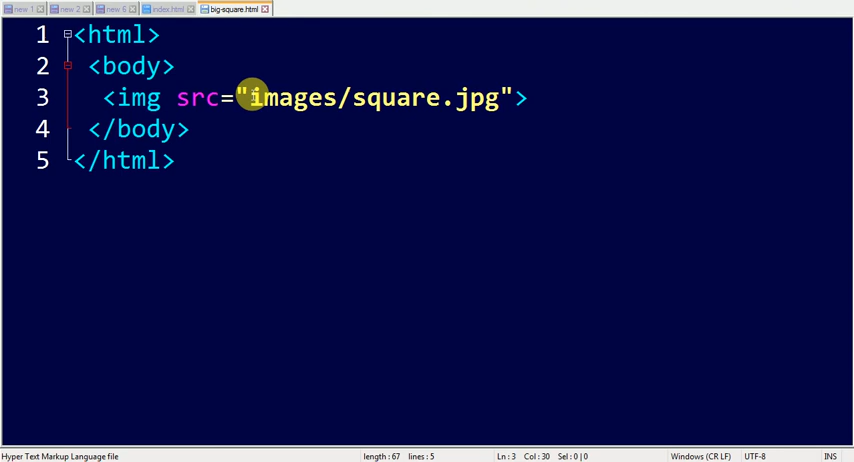 new 1 new 2 new 6 index.html big-square.html
1 <html>
2 <body>
3 <img src="images/square.jpg">
4 </body>
5 </html>
Hyper Text Markup Language file length : 67 lines : 5 Ln : 3 Col : 30 Sel : 0 | 0 Windows (CR LF) UTF-8 INS